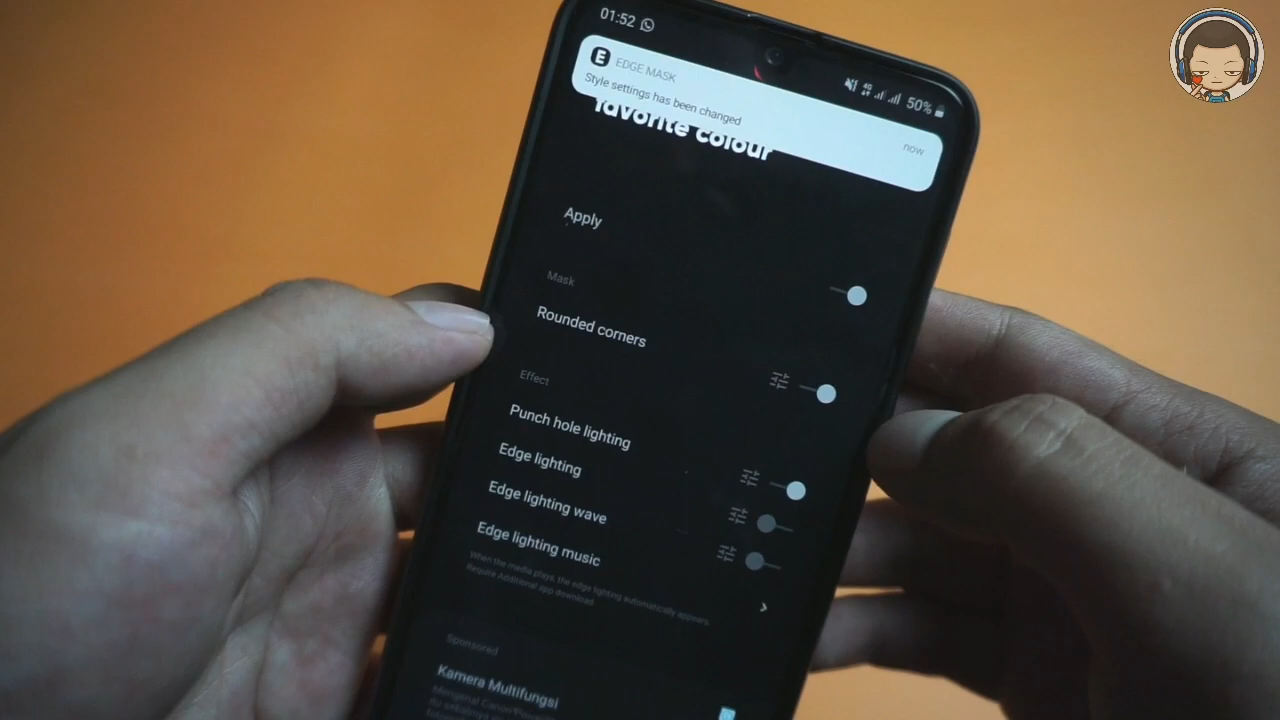 01:52
50%
E EDGE MASK
Style settings has been changed
now
favorite colour
Apply
Mask
Rounded corners
Effect
Punch hole lighting
Edge lighting
Edge lighting wave
Edge lighting music
When the media plays, the edge lighting automatically appears.
Require Additional app download.
Sponsored
Kamera Multifungsi
Mengenal Canon